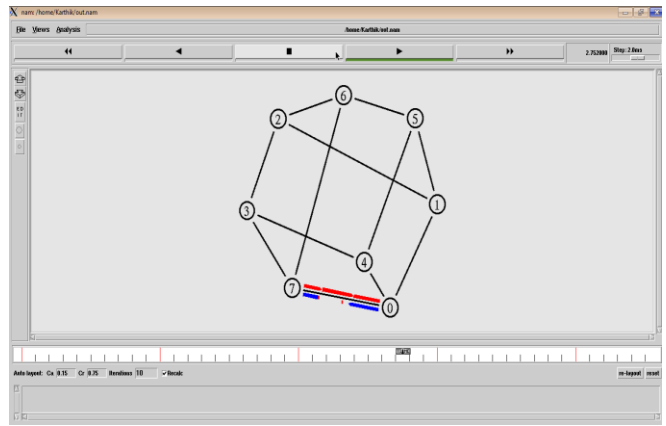 nam: /home/Karthik/out.nam
File Views Analysis /home/Karthik/out.nam
2.752000 Step: 2.0ms
6
2 5
1
3
4
7
0
Auto layout: Ca 0.15 Cr 0.75 Iterations 10 Recalc re-layout reset